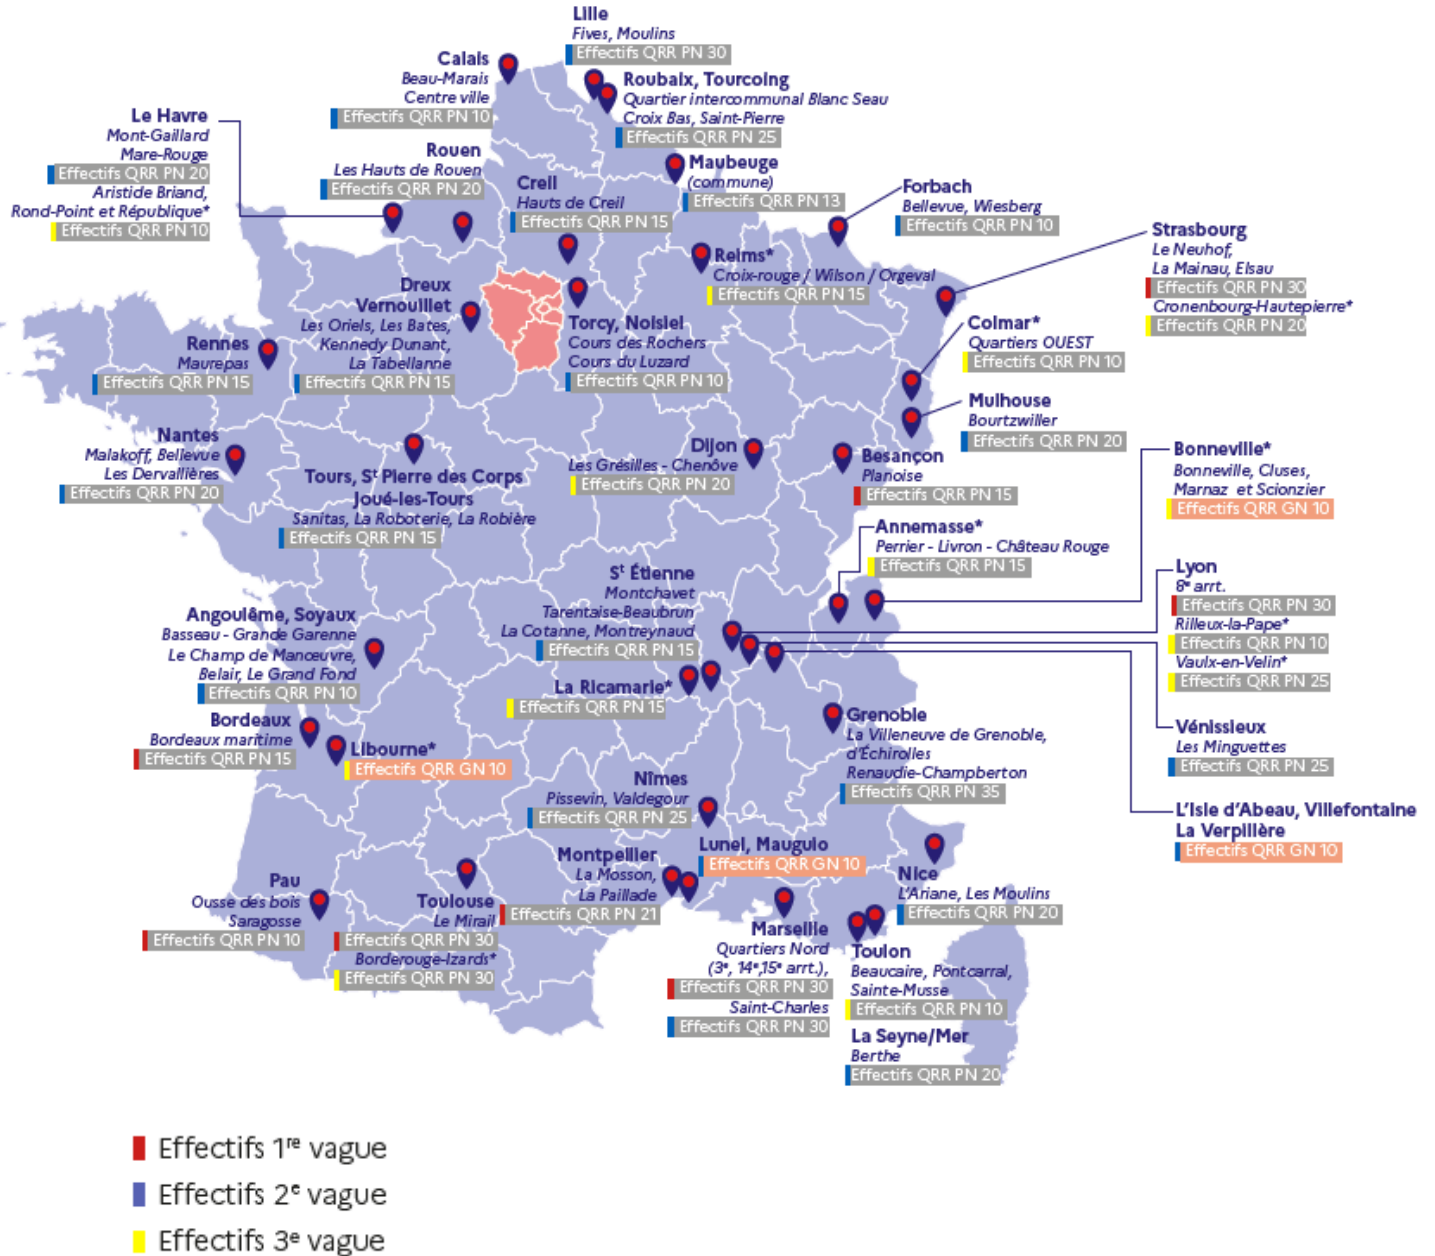 Lille
Fives, Moulins
Effectifs QRR PN 30
Calais
Beau-Marais
Centre ville
Effectifs QRR PN 10
Roubaix, Tourcoing
Quartier intercommunal Blanc Seau
Croix Bas, Saint-Pierre
Effectifs QRR PN 25
Le Havre
Mont-Gaillard
Mare-Rouge
Effectifs QRR PN 20
Aristide Briand,
Rond-Point et République*
Effectifs QRR PN 10
Rouen
Les Hauts de Rouen
Effectifs QRR PN 20
Creil
Hauts de Creil
Effectifs QRR PN 15
Maubeuge
(commune)
Effectifs QRR PN 13
Forbach
Bellevue, Wiesberg
Effectifs QRR PN 10
Strasbourg
Le Neuhof,
La Mainau, Elsau
Effectifs QRR PN 30
Cronenbourg-Hautepierre*
Effectifs QRR PN 20
Reims*
Croix-rouge / Wilson / Orgeval
Effectifs QRR PN 15
Dreux
Vernouillet
Les Oriels, Les Bates,
Kennedy Dunant,
La Tabellanne
Effectifs QRR PN 15
Torcy, Noisiel
Cours des Rochers
Cours du Luzard
Effectifs QRR PN 10
Colmar*
Quartiers OUEST
Effectifs QRR PN 10
Rennes
Maurepas
Effectifs QRR PN 15
Mulhouse
Bourtzwiller
Effectifs QRR PN 20
Nantes
Malakoff, Bellevue
Les Dervallières
Effectifs QRR PN 20
Tours, Sᵗ Pierre des Corps
Joué-les-Tours
Sanitas, La Roboterie, La Robière
Effectifs QRR PN 15
Dijon
Les Grésilles - Chenôve
Effectifs QRR PN 20
Besançon
Planoise
Effectifs QRR PN 15
Bonneville*
Bonneville, Cluses,
Marnaz et Scionzier
Effectifs QRR GN 10
Annemasse*
Perrier - Livron - Château Rouge
Effectifs QRR PN 15
Sᵗ Étienne
Montchavet
Tarentaise-Beaubrun
La Cotanne, Montreynaud
Effectifs QRR PN 15
Lyon
8ᵉ arrt.
Effectifs QRR PN 30
Rilleux-la-Pape*
Effectifs QRR PN 10
Vaulx-en-Velin*
Effectifs QRR PN 25
Angoulême, Soyaux
Basseau - Grande Garenne
Le Champ de Manœuvre,
Belair, Le Grand Fond
Effectifs QRR PN 10
La Ricamarie*
Effectifs QRR PN 15
Bordeaux
Bordeaux maritime
Effectifs QRR PN 15
Libourne*
Effectifs QRR GN 10
Grenoble
La Villeneuve de Grenoble,
d'Échirolles
Renaudie-Champberton
Effectifs QRR PN 35
Vénissieux
Les Minguettes
Effectifs QRR PN 25
Nîmes
Pissevin, Valdegour
Effectifs QRR PN 25
L'Isle d'Abeau, Villefontaine
La Verpillère
Effectifs QRR GN 10
Lunel, Mauguio
Effectifs QRR GN 10
Montpellier
La Mosson,
La Paillade
Effectifs QRR PN 21
Nice
L'Ariane, Les Moulins
Effectifs QRR PN 20
Pau
Ousse des bois
Saragosse
Effectifs QRR PN 10
Toulouse
Le Mirail
Effectifs QRR PN 30
Borderouge-Izards*
Effectifs QRR PN 30
Marseille
Quartiers Nord
(3ᵉ, 14ᵉ,15ᵉ arrt.),
Effectifs QRR PN 30
Saint-Charles
Effectifs QRR PN 30
Toulon
Beaucaire, Pontcarral,
Sainte-Musse
Effectifs QRR PN 10
La Seyne/Mer
Berthe
Effectifs QRR PN 20
Effectifs 1ʳᵉ vague
Effectifs 2ᵉ vague
Effectifs 3ᵉ vague